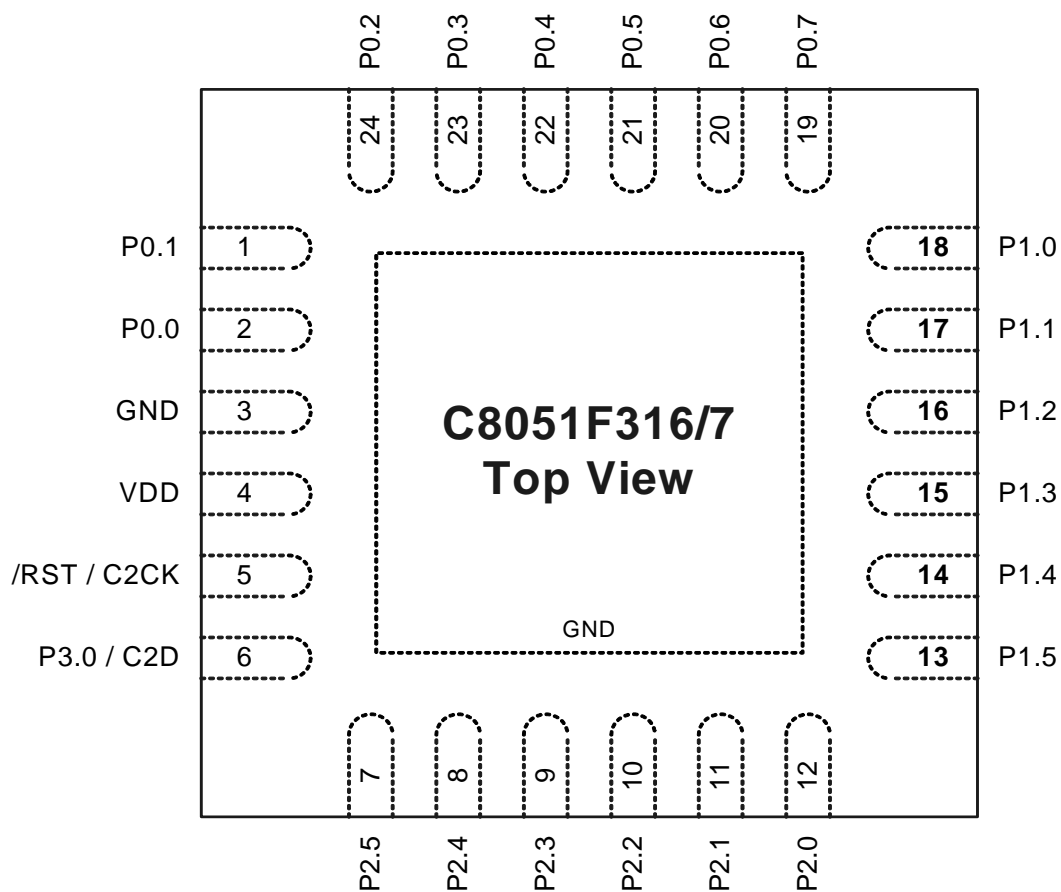 P0.2 P0.3 P0.4 P0.5 P0.6 P0.7
24 23 22 21 20 19
P0.1 1 18 P1.0
P0.0 2 17 P1.1
GND 3 16 P1.2
C8051F316/7
Top View
VDD 4 15 P1.3
/RST / C2CK 5 14 P1.4
GND
P3.0 / C2D 6 13 P1.5
7 8 9 10 11 12
P2.5 P2.4 P2.3 P2.2 P2.1 P2.0